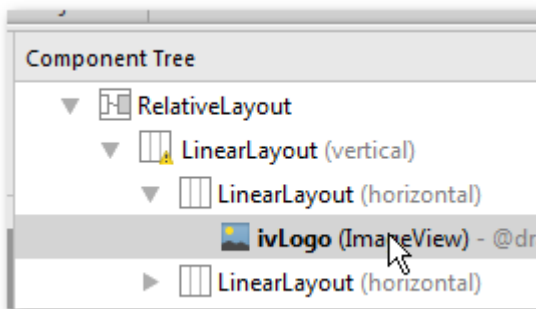 Component Tree
RelativeLayout
LinearLayout (vertical)
LinearLayout (horizontal)
ivLogo (ImageView) - @dr
LinearLayout (horizontal)